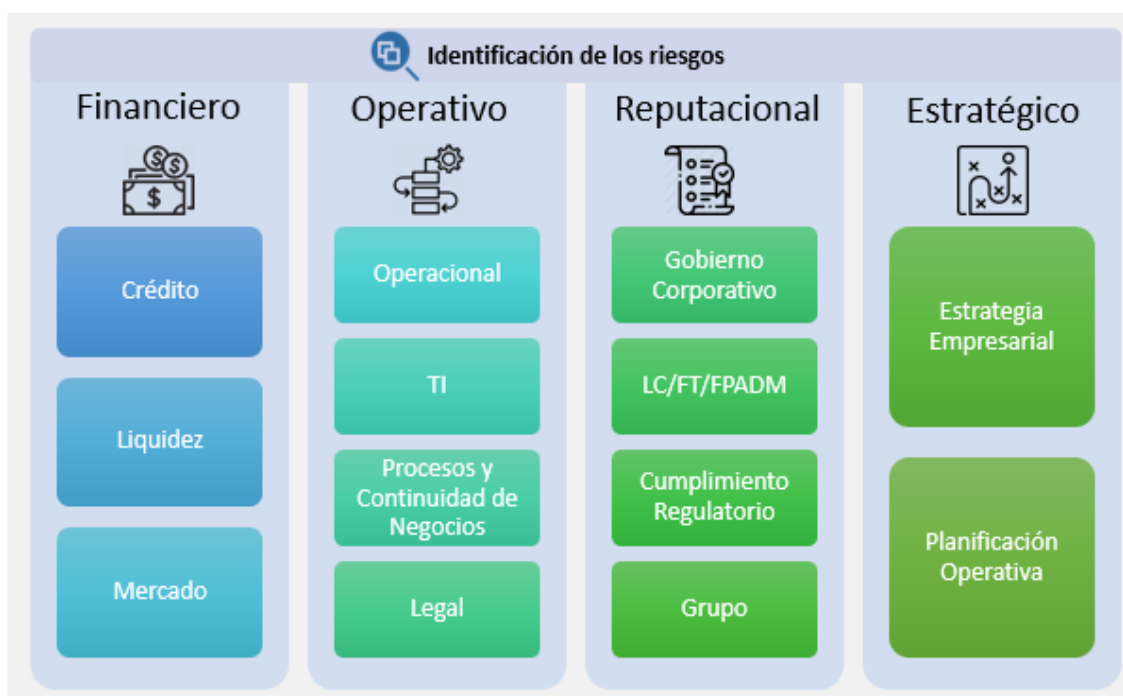 Identificación de los riesgos
Financiero
Crédito
Liquidez
Mercado
Operativo
Operacional
TI
Procesos y
Continuidad de
Negocios
Legal
Reputacional
Gobierno
Corporativo
LC/FT/FPADM
Cumplimiento
Regulatorio
Grupo
Estratégico
Estrategia
Empresarial
Planificación
Operativa